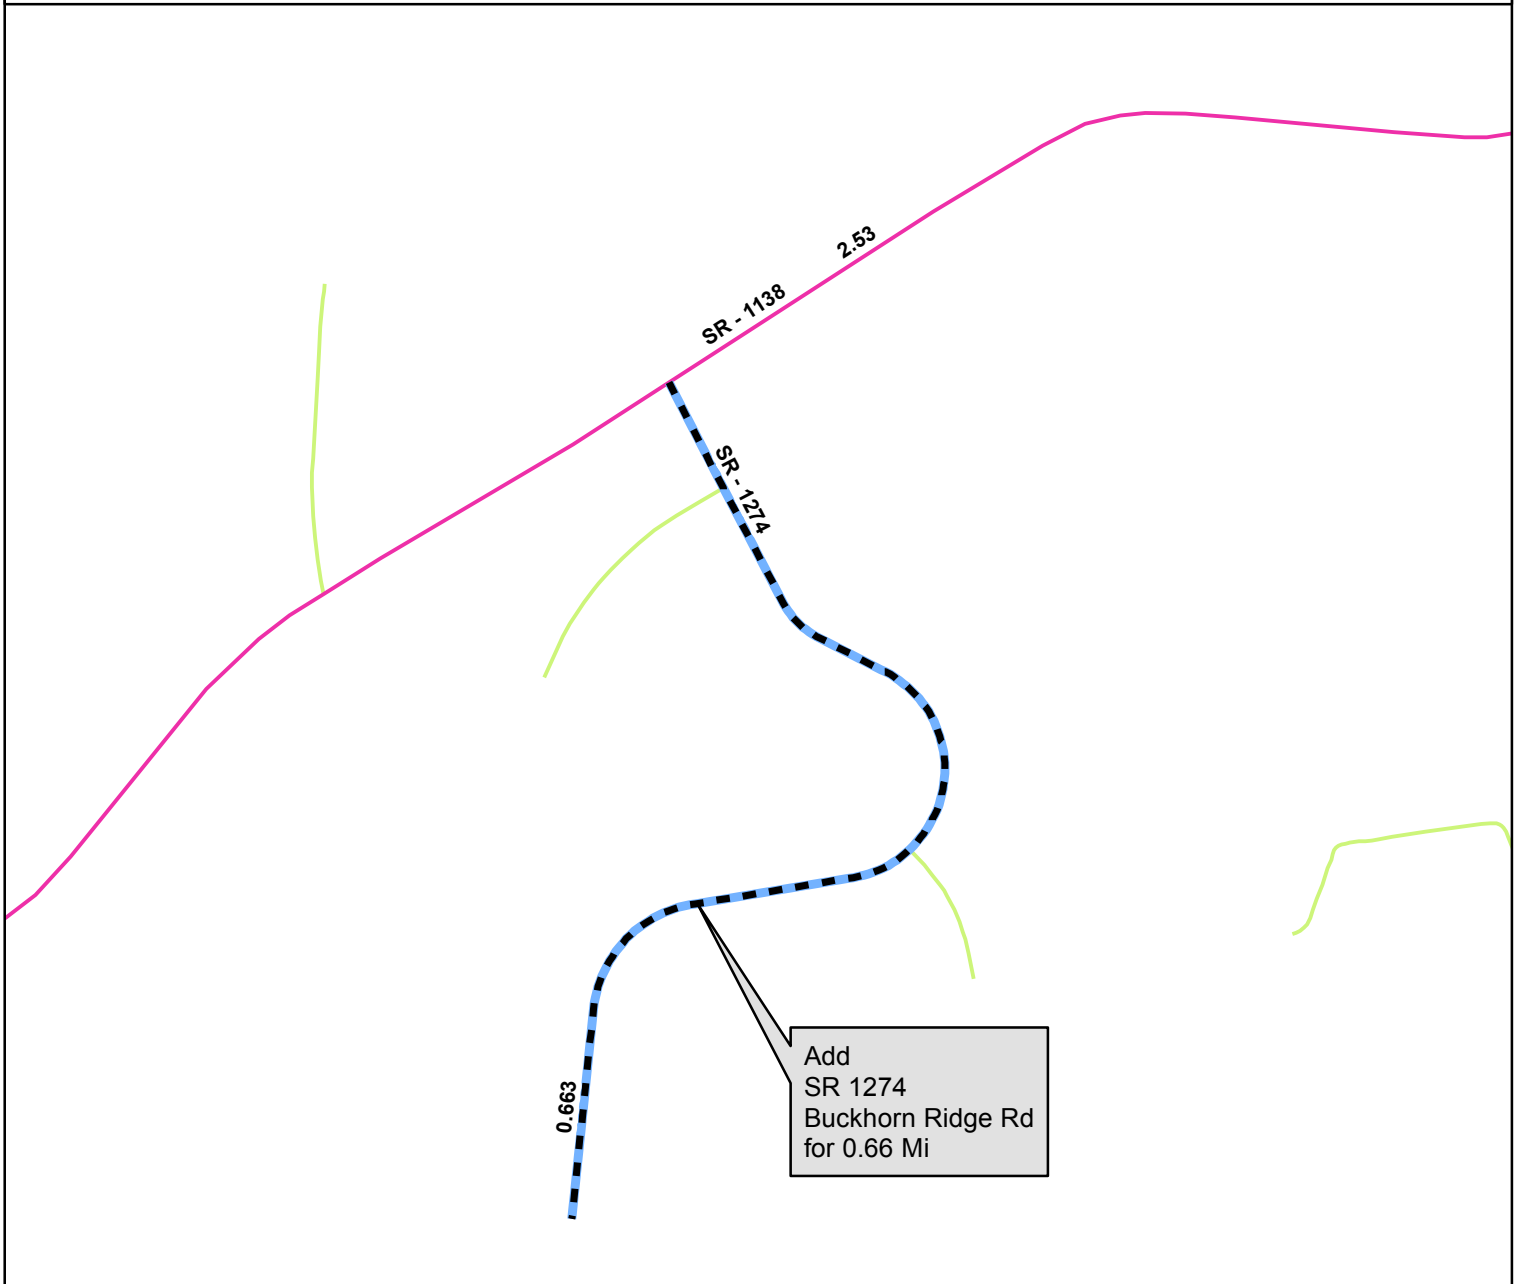 2.53
SR - 1138
SR - 1274
Add
SR 1274
Buckhorn Ridge Rd
for 0.66 Mi
0.663